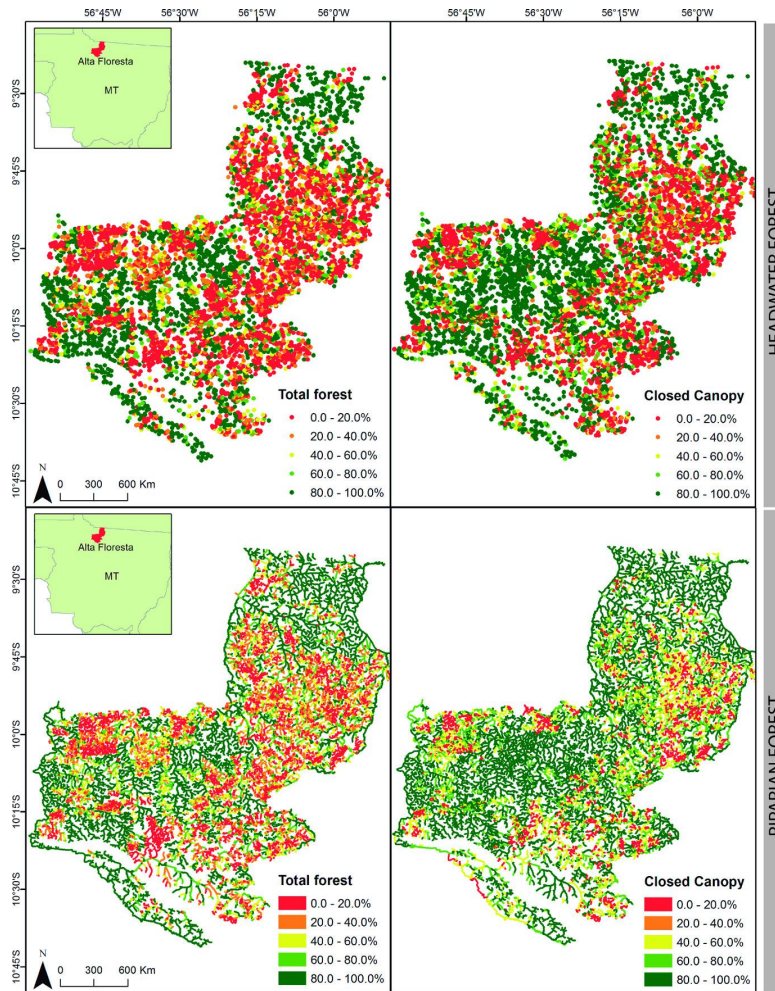 56°45'W 56°30'W 56°15'W 56°0'W 56°45'W 56°30'W 56°15'W 56°0'W
Alta Floresta
MT
9°30'S
9°45'S
10°0'S
10°15'S
10°30'S
10°45'S
Total forest
0.0 - 20.0%
20.0 - 40.0%
40.0 - 60.0%
60.0 - 80.0%
80.0 - 100.0%
N
0 300 600 Km
Closed Canopy
0.0 - 20.0%
20.0 - 40.0%
40.0 - 60.0%
60.0 - 80.0%
80.0 - 100.0%
HEADWATER FOREST
Alta Floresta
MT
9°30'S
9°45'S
10°0'S
10°15'S
10°30'S
10°45'S
Total forest
0.0 - 20.0%
20.0 - 40.0%
40.0 - 60.0%
60.0 - 80.0%
80.0 - 100.0%
N
0 300 600 Km
Closed Canopy
0.0 - 20.0%
20.0 - 40.0%
40.0 - 60.0%
60.0 - 80.0%
80.0 - 100.0%
RIPARIAN FOREST